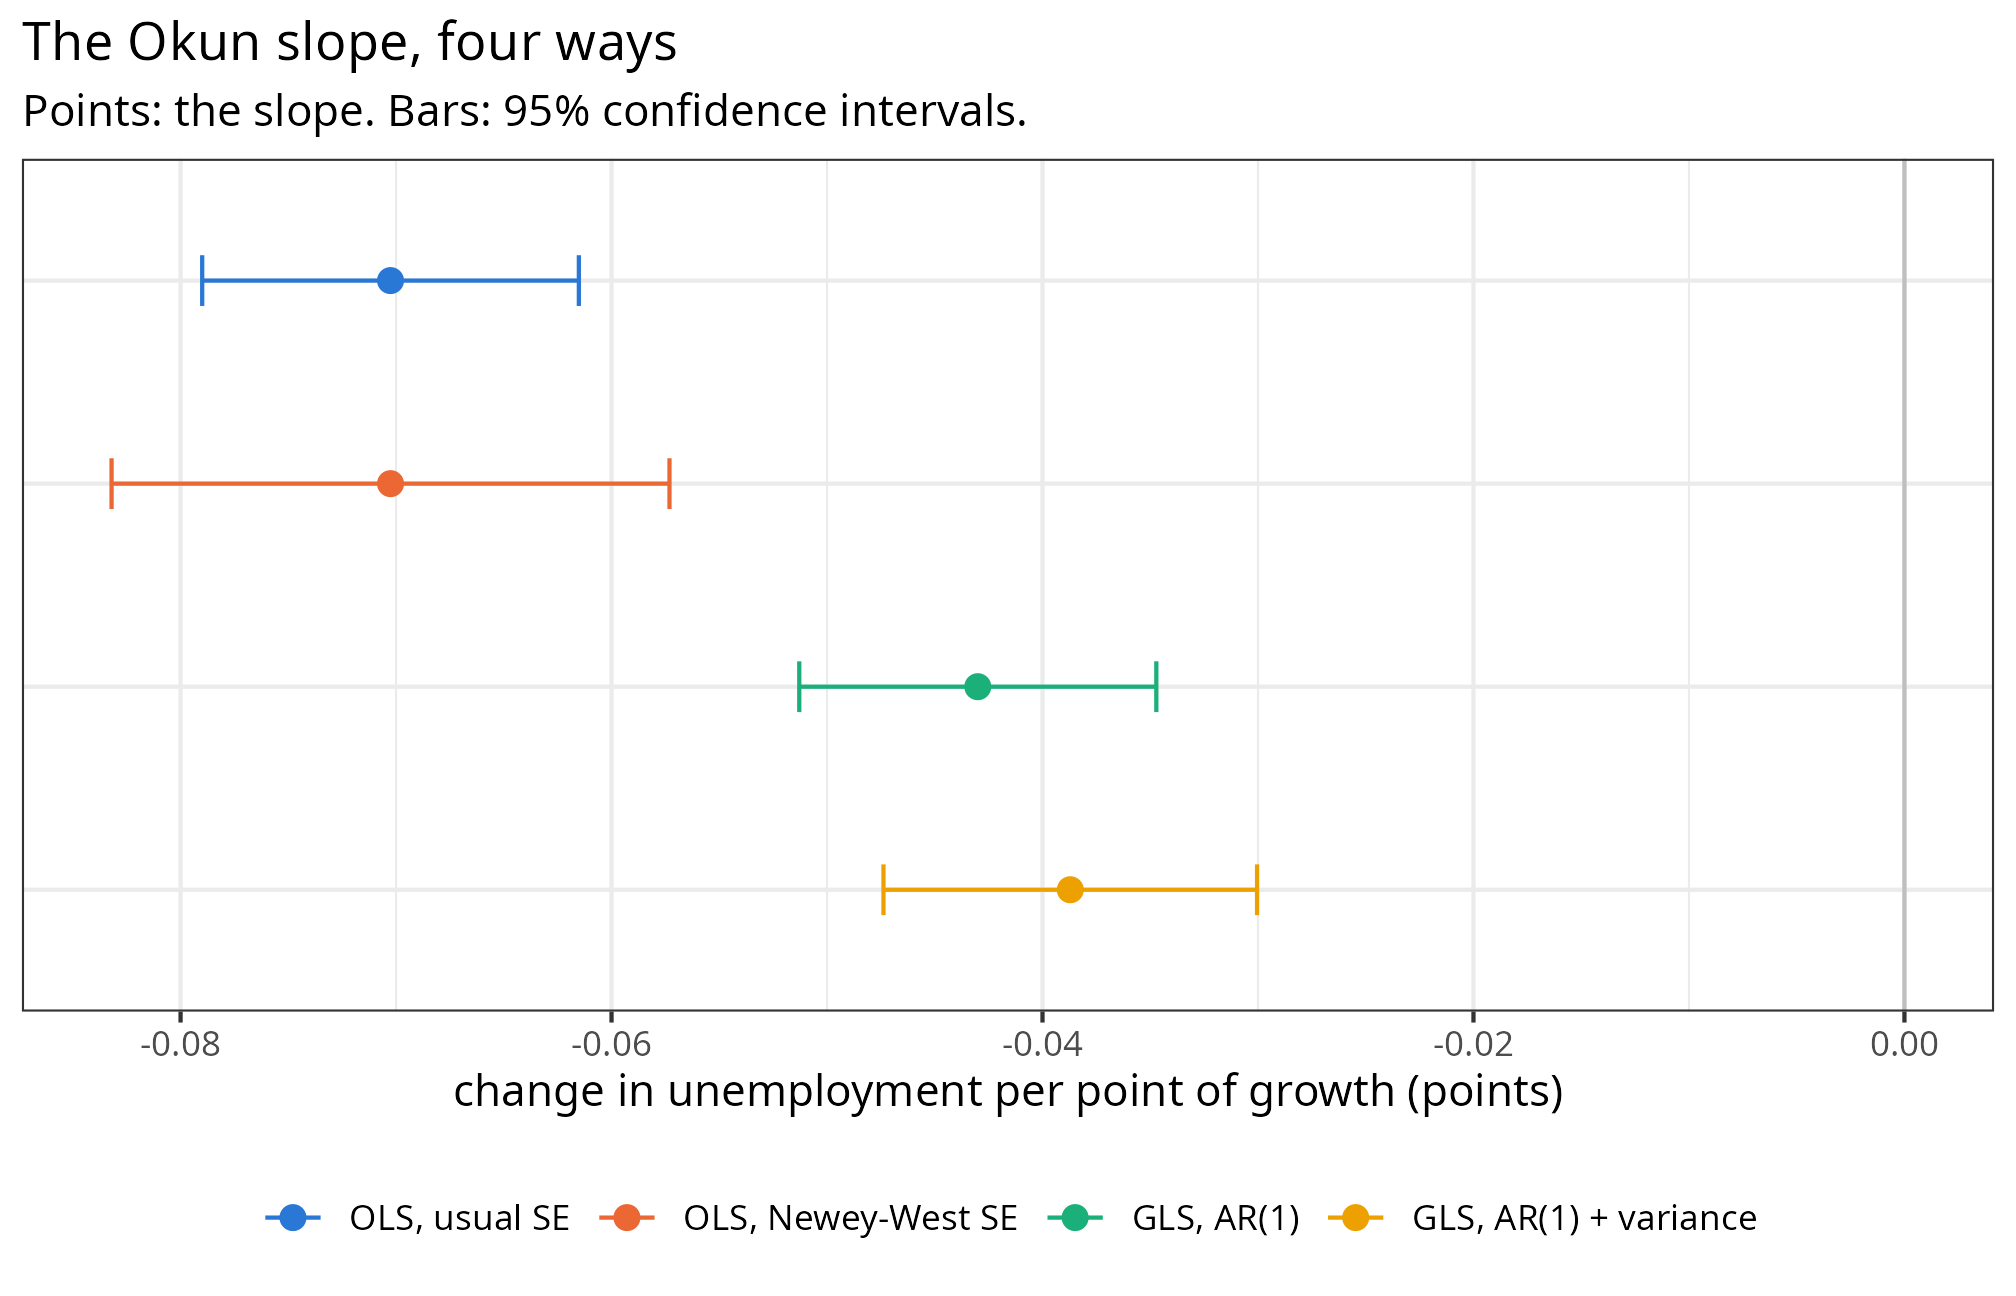 The Okun slope, four ways
Points: the slope. Bars: 95% confidence intervals.
-0.08 -0.06 -0.04 -0.02 0.00
change in unemployment per point of growth (points)
OLS, usual SE OLS, Newey-West SE GLS, AR(1) GLS, AR(1) + variance